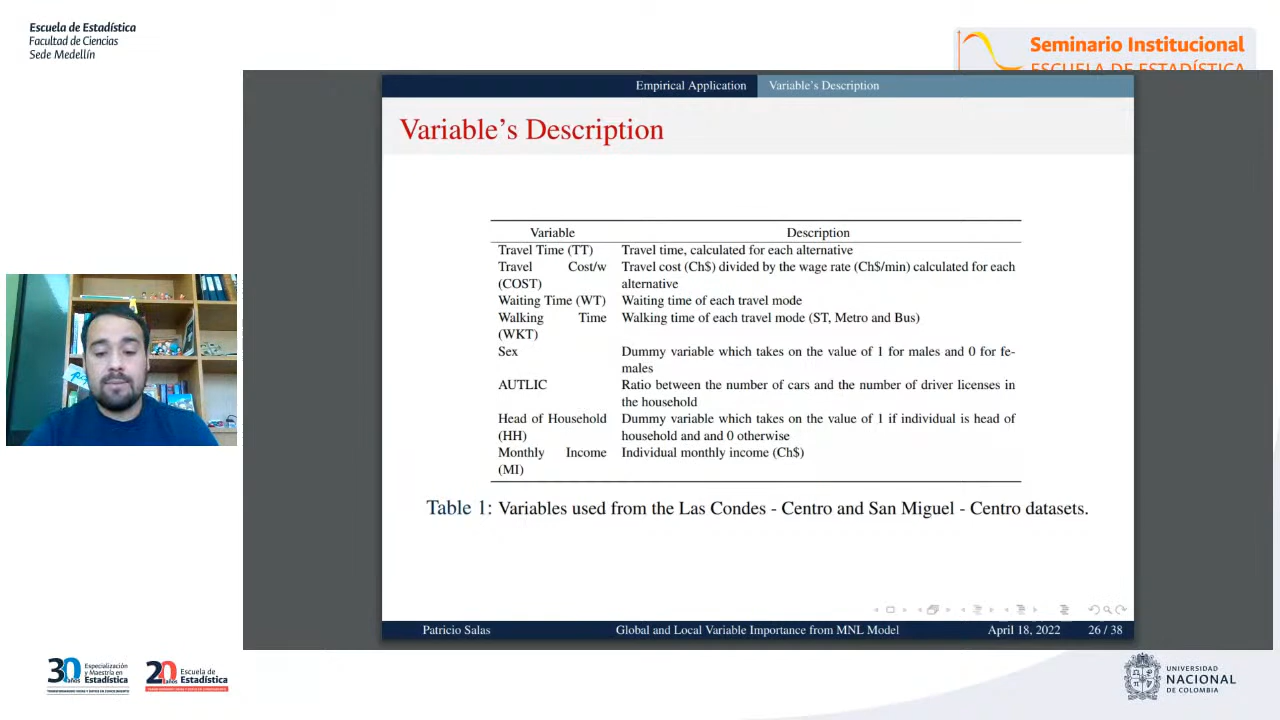 Escuela de Estadística
Facultad de Ciencias
Sede Medellín
Seminario Institucional
ESCUELA DE ESTADÍSTICA
Empirical Application
Variable's Description
Variable's Description
Variable Description
Travel Time (TT) Travel time, calculated for each alternative
Travel Cost/w Travel cost (Ch$) divided by the wage rate (Ch$/min) calculated for each
(COST) alternative
Waiting Time (WT) Waiting time of each travel mode
Walking Time Walking time of each travel mode (ST, Metro and Bus)
(WKT)
Sex Dummy variable which takes on the value of 1 for males and 0 for fe-
males
AUTLIC Ratio between the number of cars and the number of driver licenses in
the household
Head of Household Dummy variable which takes on the value of 1 if individual is head of
(HH) household and and 0 otherwise
Monthly Income Individual monthly income (Ch$)
(MI)
Table 1: Variables used from the Las Condes - Centro and San Miguel - Centro datasets.
Patricio Salas
Global and Local Variable Importance from MNL Model
April 18, 2022
26 / 38
30 años
Especialización
y Maestría en
Estadística
20 años
Escuela de
Estadística
UNIVERSIDAD
NACIONAL
DE COLOMBIA